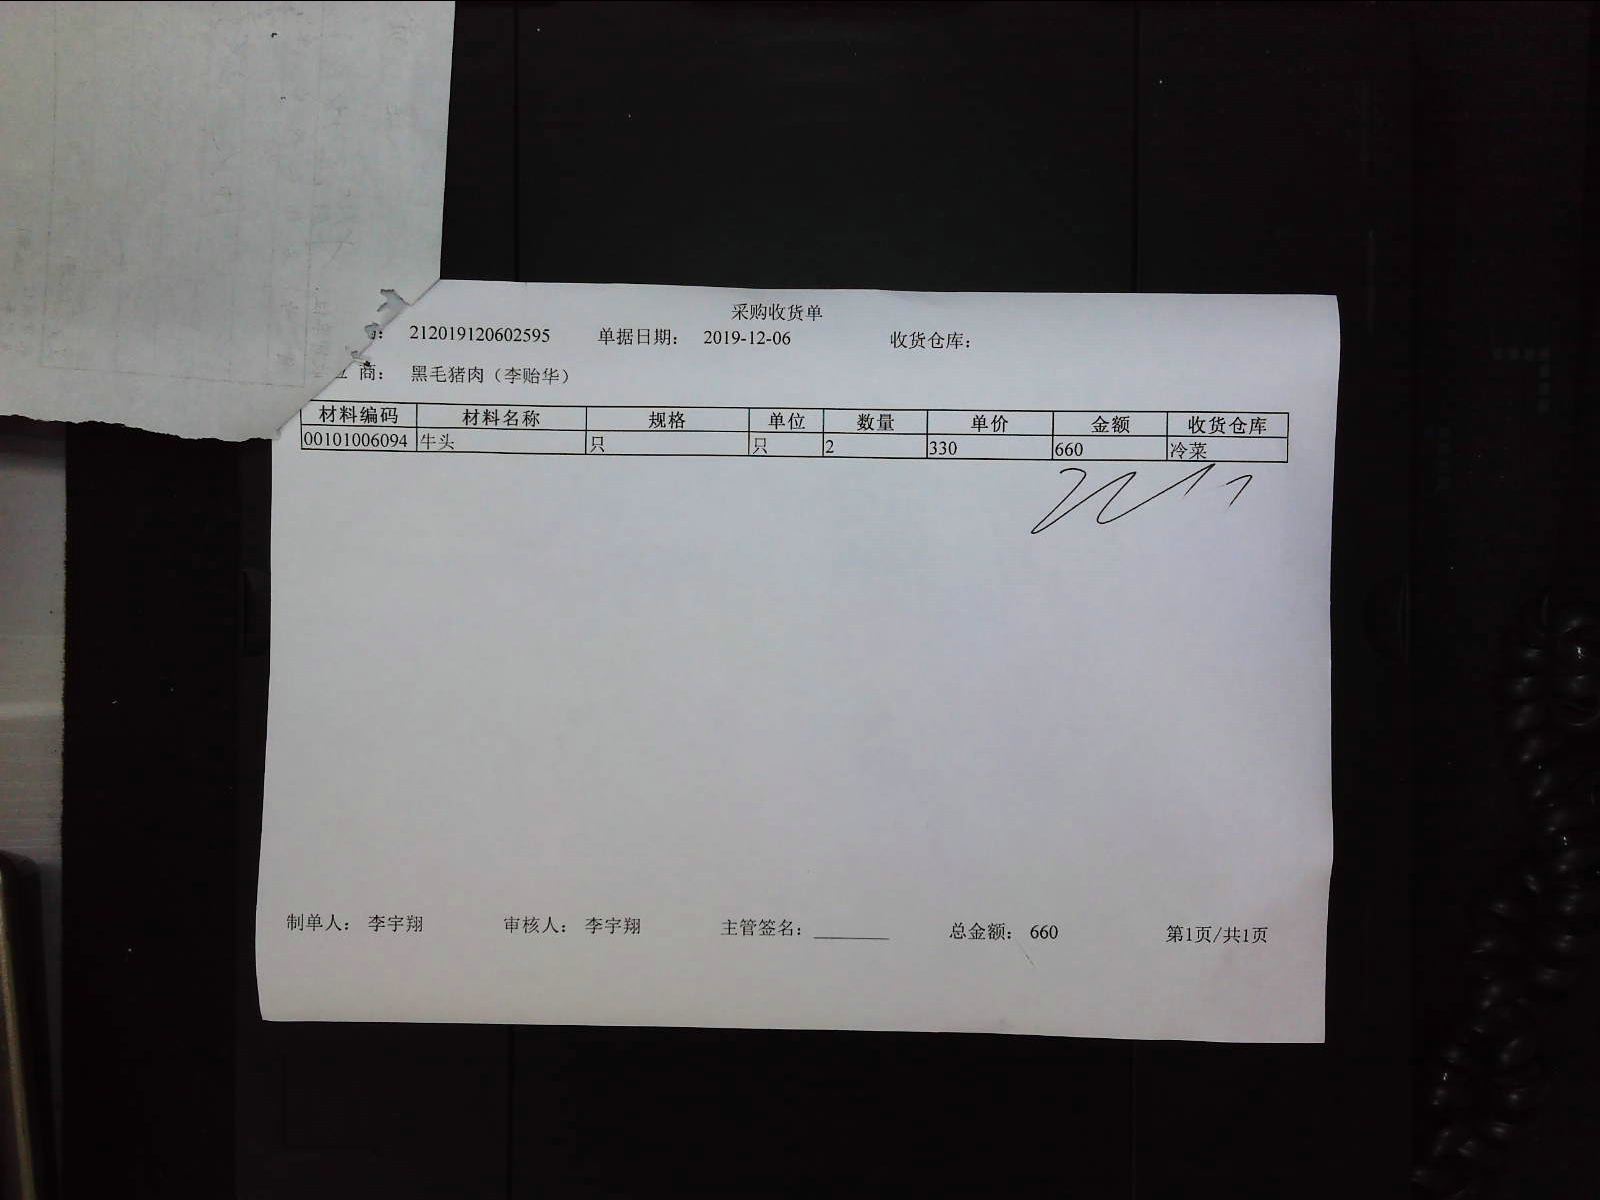 采购收货单
212019120602595 单据日期: 2019-12-06 收货仓库:
商: 黑毛猪肉（李贻华）
材料编码 材料名称 规格 单位 数量 单价 金额 收货仓库
00101006094 牛头 只 只 2 330 660 冷菜
制单人: 李宇翔 审核人: 李宇翔 主管签名: ________ 总金额: 660 第1页/共1页